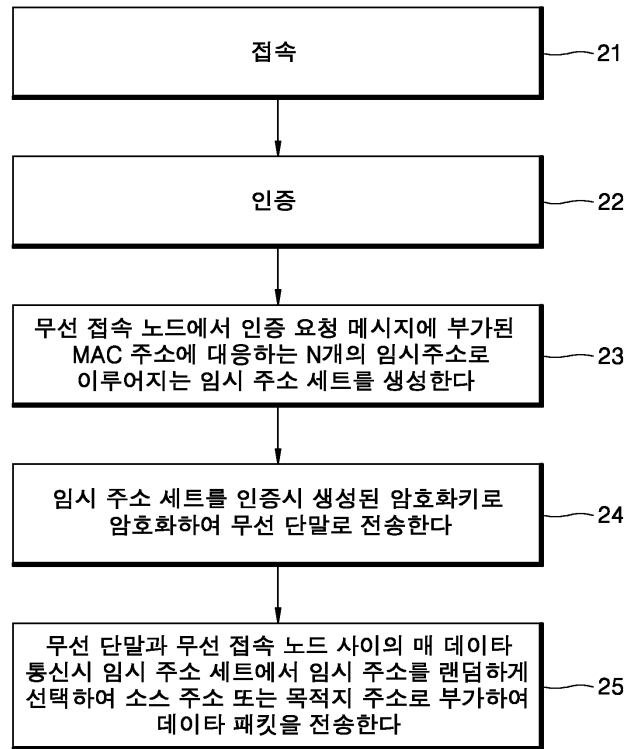 접속
21
인증
22
무선 접속 노드에서 인증 요청 메시지에 부가된
MAC 주소에 대응하는 N개의 임시주소로
이루어지는 임시 주소 세트를 생성한다
23
임시 주소 세트를 인증시 생성된 암호화키로
암호화하여 무선 단말로 전송한다
24
무선 단말과 무선 접속 노드 사이의 매 데이타
통신시 임시 주소 세트에서 임시 주소를 랜덤하게
선택하여 소스 주소 또는 목적지 주소로 부가하여
데이타 패킷을 전송한다
25